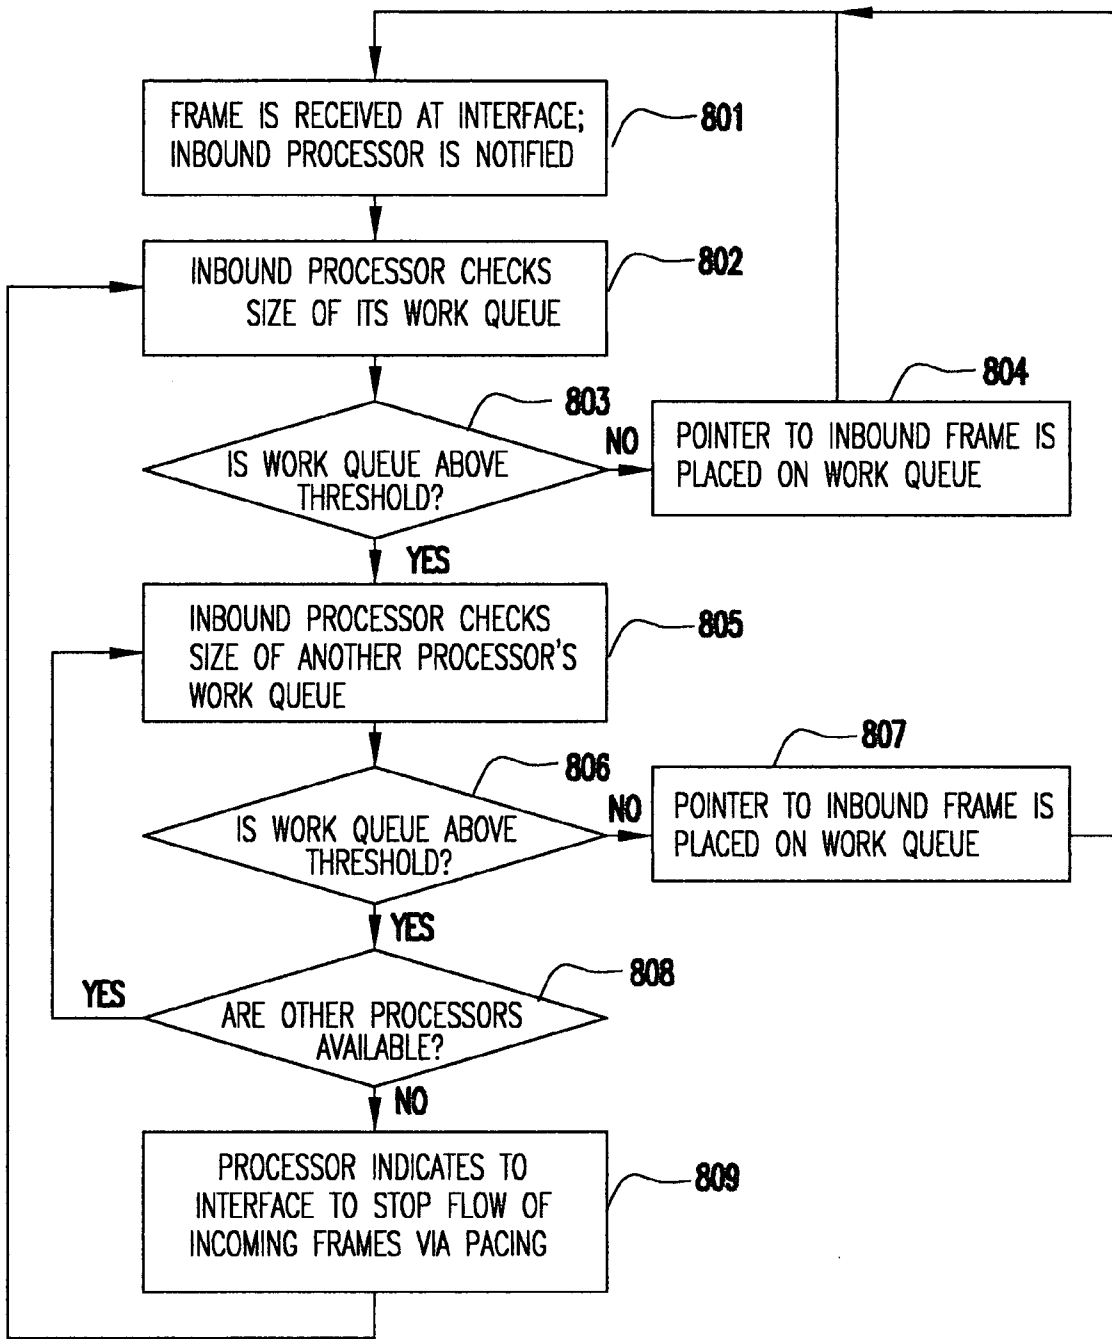 FRAME IS RECEIVED AT INTERFACE;
INBOUND PROCESSOR IS NOTIFIED
801
INBOUND PROCESSOR CHECKS
SIZE OF ITS WORK QUEUE
802
803
IS WORK QUEUE ABOVE
THRESHOLD?
NO
804
POINTER TO INBOUND FRAME IS
PLACED ON WORK QUEUE
YES
INBOUND PROCESSOR CHECKS
SIZE OF ANOTHER PROCESSOR'S
WORK QUEUE
805
806
IS WORK QUEUE ABOVE
THRESHOLD?
NO
807
POINTER TO INBOUND FRAME IS
PLACED ON WORK QUEUE
YES
808
ARE OTHER PROCESSORS
AVAILABLE?
YES
NO
PROCESSOR INDICATES TO
INTERFACE TO STOP FLOW OF
INCOMING FRAMES VIA PACING
809